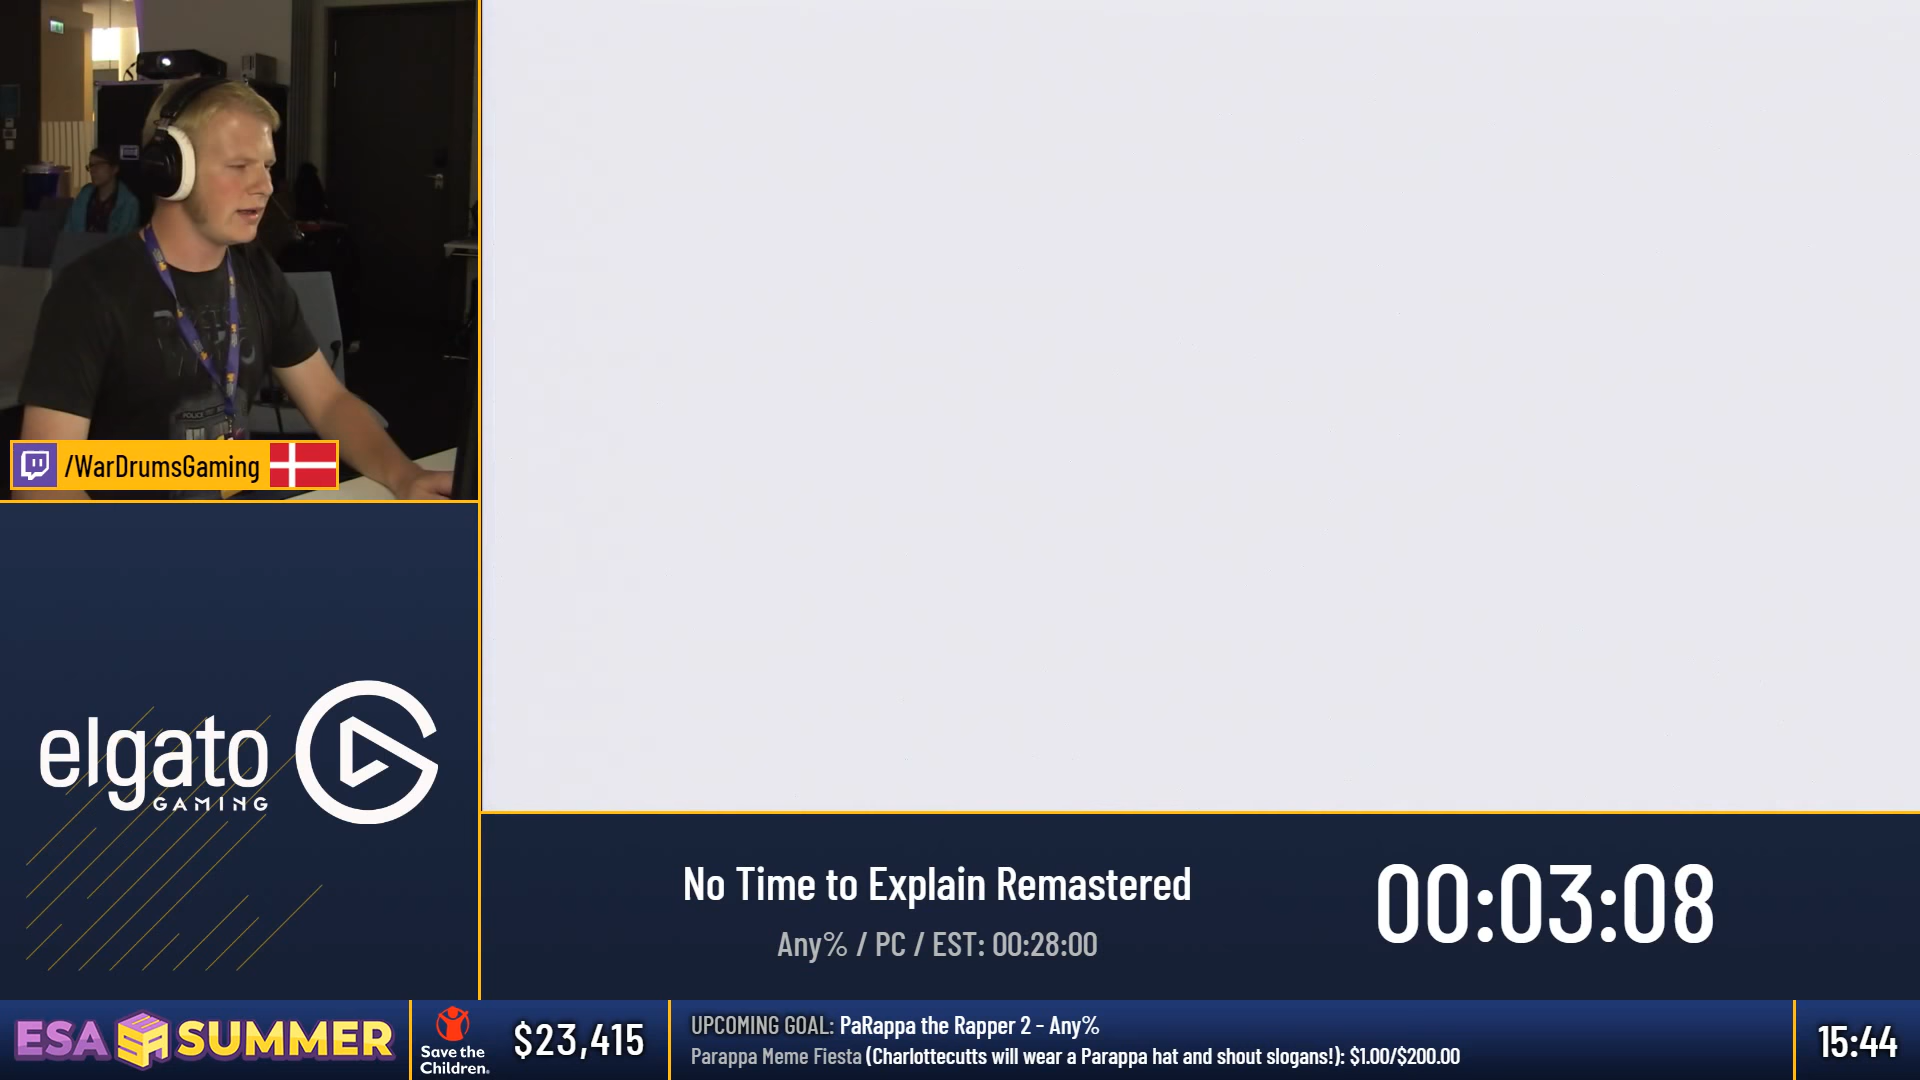 /WarDrumsGaming
elgato
GAMING
No Time to Explain Remastered
Any% / PC / EST: 00:28:00
00:03:08
ESA SUMMER
Save the
Children.
$23,415
UPCOMING GOAL: PaRappa the Rapper 2 - Any%
Parappa Meme Fiesta (Charlottecutts will wear a Parappa hat and shout slogans!): $1.00/$200.00
15:44